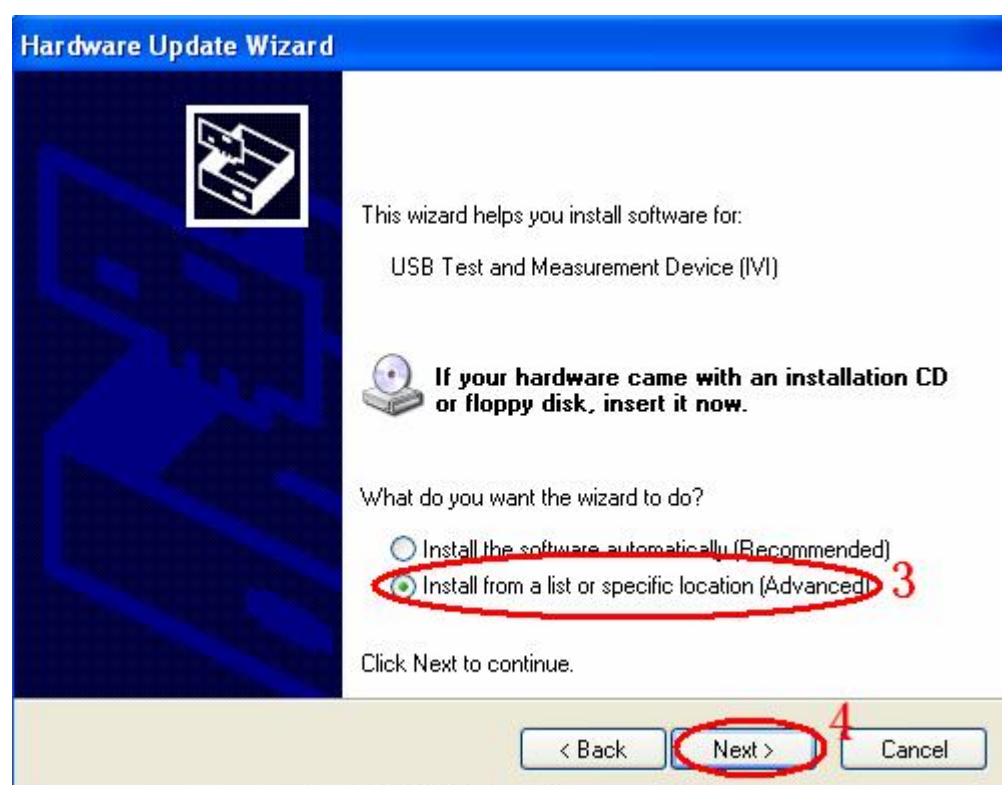 Hardware Update Wizard
This wizard helps you install software for:
USB Test and Measurement Device (IVI)
If your hardware came with an installation CD
or floppy disk, insert it now.
What do you want the wizard to do?
Install the software automatically (Recommended)
Install from a list or specific location (Advanced)
3
Click Next to continue.
< Back
Next >
4
Cancel